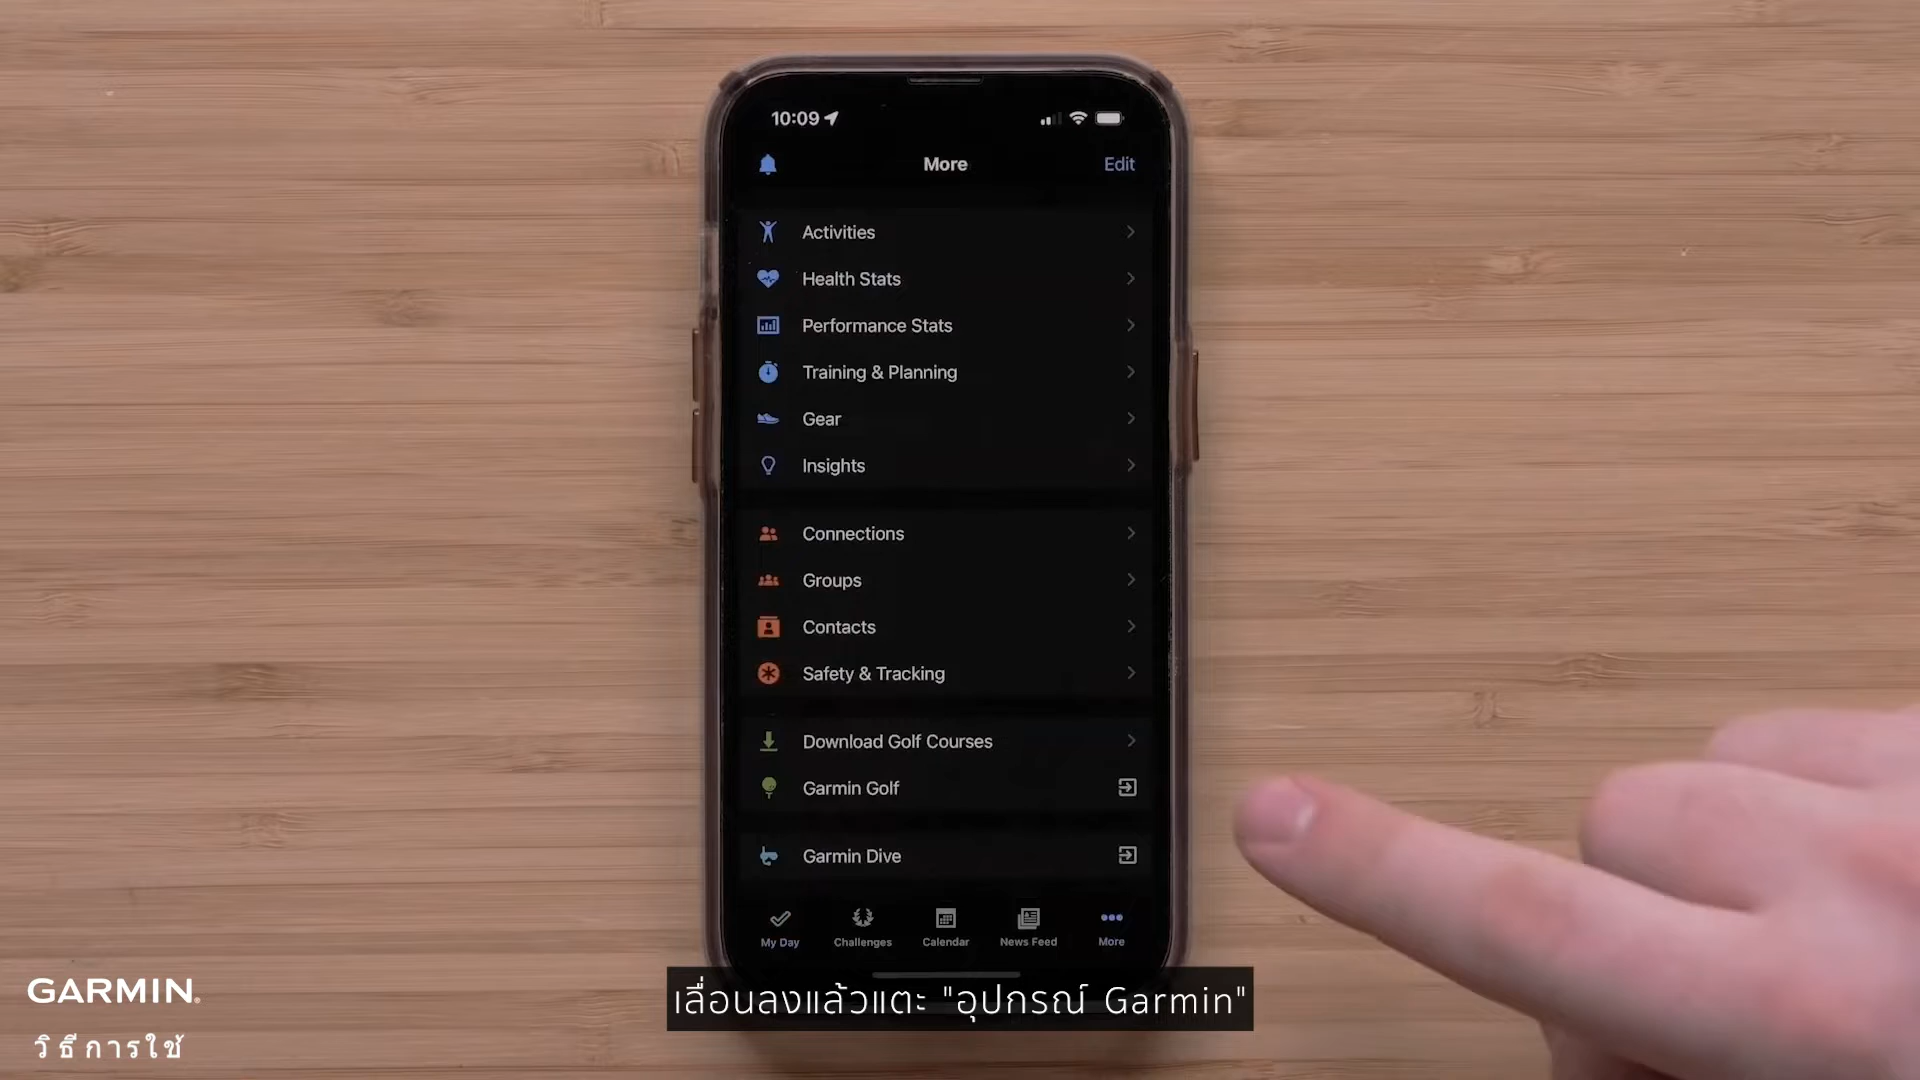 10:09
More
Edit
Activities
Health Stats
Performance Stats
Training & Planning
Gear
Insights
Connections
Groups
Contacts
Safety & Tracking
Download Golf Courses
Garmin Golf
Garmin Dive
My Day
Challenges
Calendar
News Feed
More
เลื่อนลงแล้วแตะ "อุปกรณ์ Garmin"
GARMIN®
วิธีการใช้